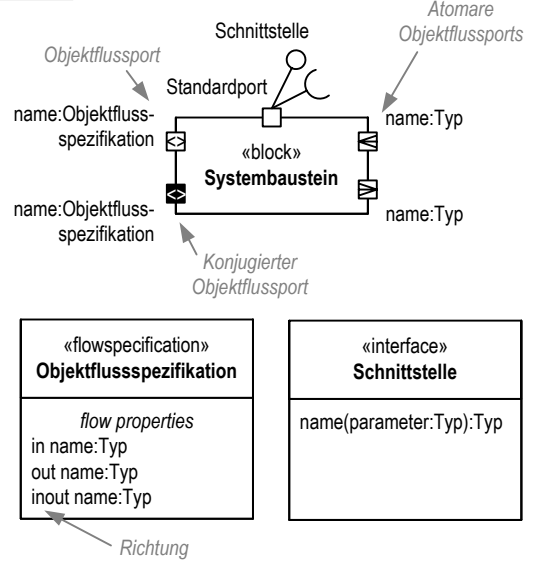 Atomare
Objektflussports
Schnittstelle
Objektflussport
Standardport
name:Objektfluss-
spezifikation
name:Typ
«block»
Systembaustein
name:Objektfluss-
spezifikation
name:Typ
Konjugierter
Objektflussport
«flowspecification»
Objektflussspezifikation
flow properties
in name:Typ
out name:Typ
inout name:Typ
Richtung
«interface»
Schnittstelle
name(parameter:Typ):Typ